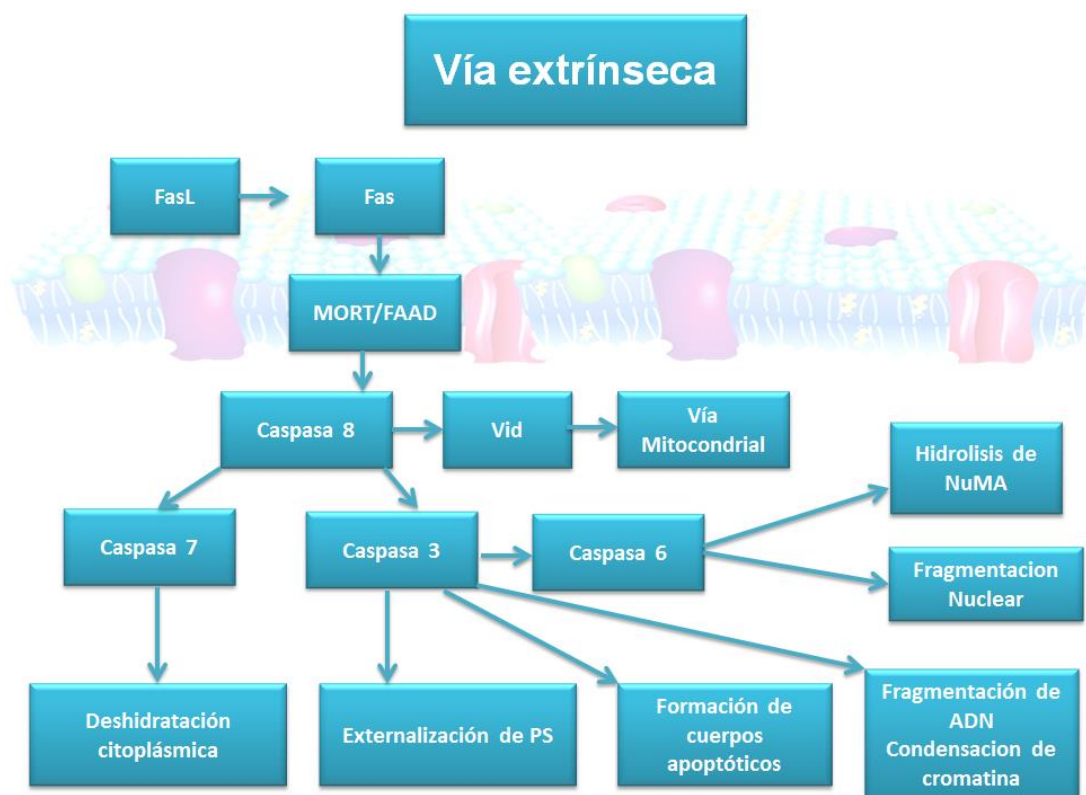 Vía extrínseca
FasL
Fas
MORT/FAAD
Caspasa 8
Vid
Vía
Mitocondrial
Hidrolisis de
NuMA
Caspasa 7
Caspasa 3
Caspasa 6
Fragmentacion
Nuclear
Deshidratación
citoplásmica
Externalización de PS
Formación de
cuerpos
apoptóticos
Fragmentación de
ADN
Condensacion de
cromatina